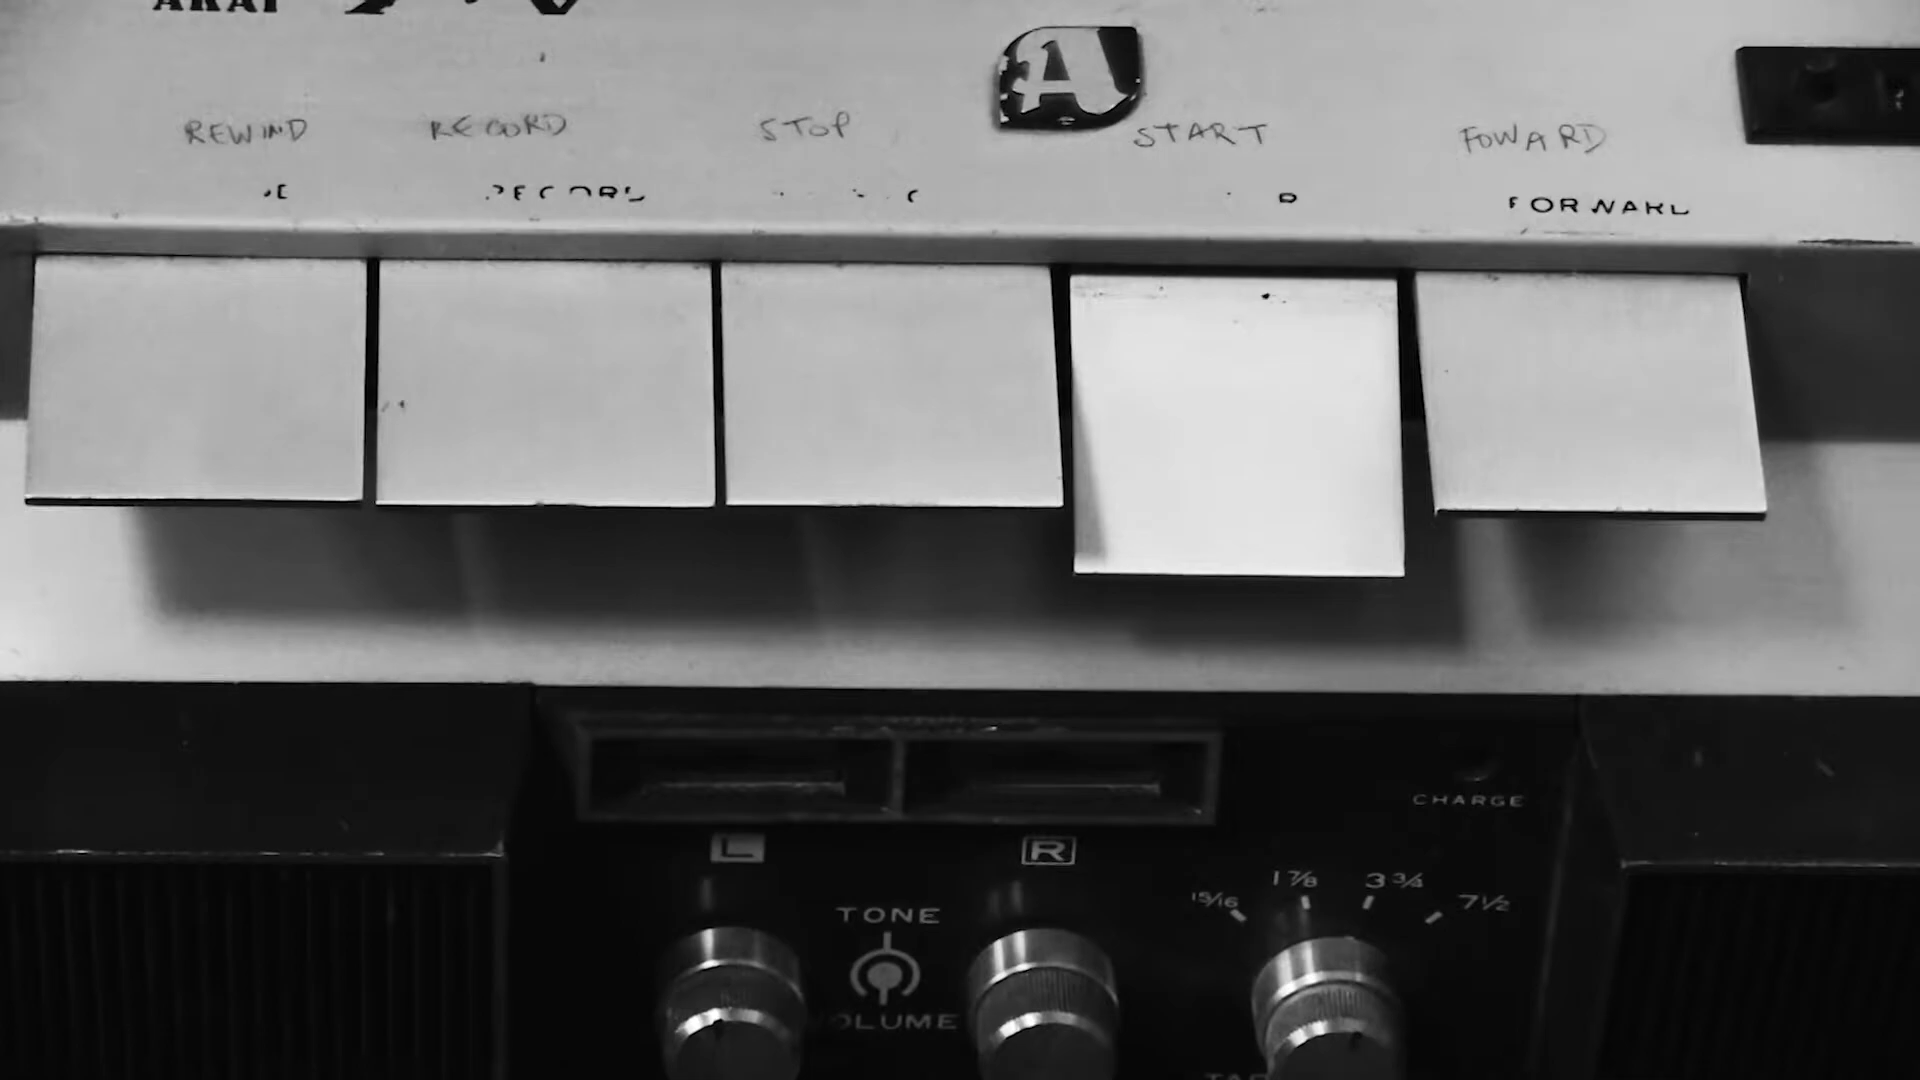 AKAI
A
REWIND RECORD STOP START FOWARD
RECORD FORWARD
CHARGE
L R
15/16 1 7/8 3 3/4 7 1/2
TONE
VOLUME